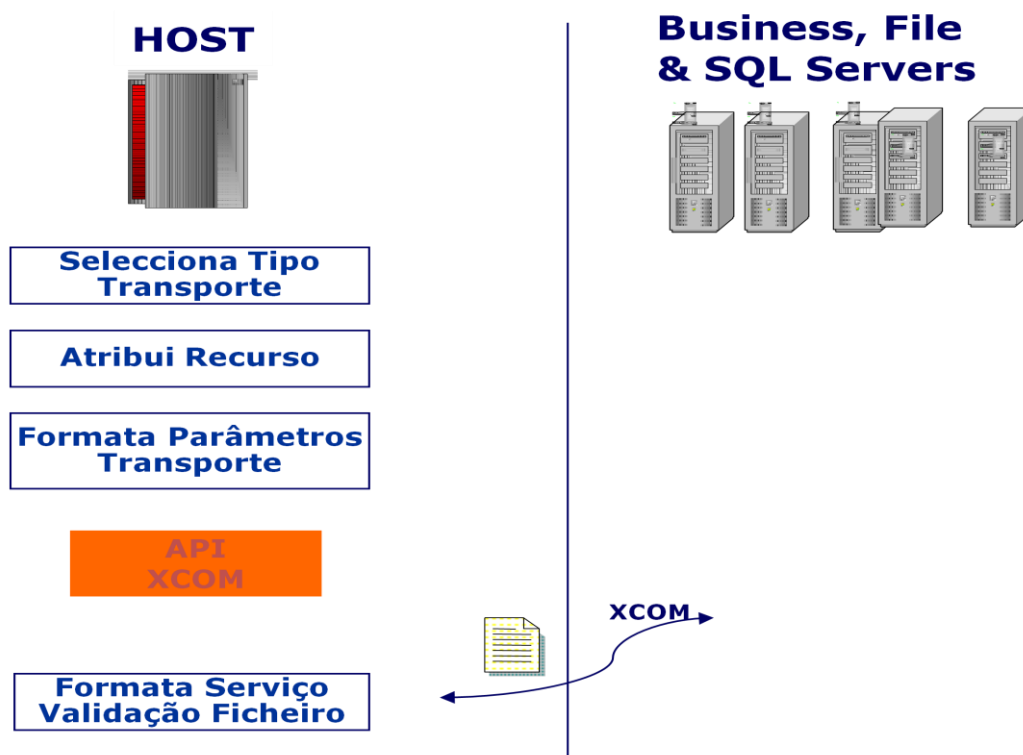 HOST
Business, File
& SQL Servers
Selecciona Tipo
Transporte
Atribui Recurso
Formata Parâmetros
Transporte
API
XCOM
XCOM
Formata Serviço
Validação Ficheiro